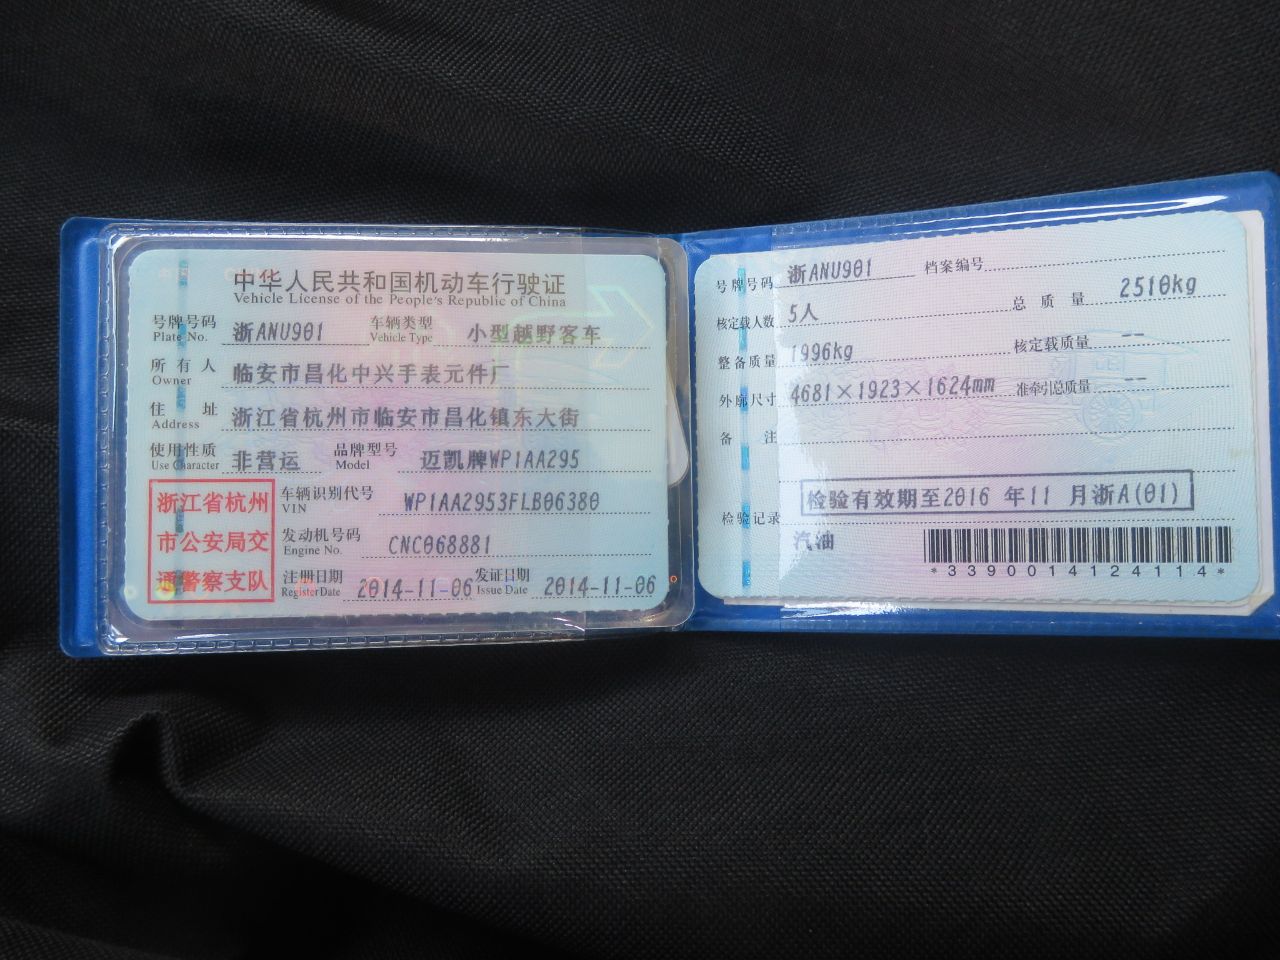 中华人民共和国机动车行驶证
Vehicle License of the People's Republic of China
号牌号码 浙ANU901 车辆类型 小型越野客车
Plate No. Vehicle Type
所有人 临安市昌化中兴手表元件厂
Owner
住址 浙江省杭州市临安市昌化镇东大街
Address
使用性质 非营运 品牌型号 迈凯牌WP1AA295
Use Character Model
浙江省杭州
市公安局交
通警察支队
车辆识别代号 WP1AA2953FLB06380
VIN
发动机号码 CNC068881
Engine No.
注册日期 2014-11-06 发证日期 2014-11-06
Register Date Issue Date
号牌号码 浙ANU901 档案编号
核定载人数 5人 总质量 2510kg
整备质量 1996kg 核定载质量 --
外廓尺寸 4681×1923×1624mm 准牵引总质量 --
备注
检验记录 检验有效期至2016 年11 月浙A(01)
汽油
*3390014124114*